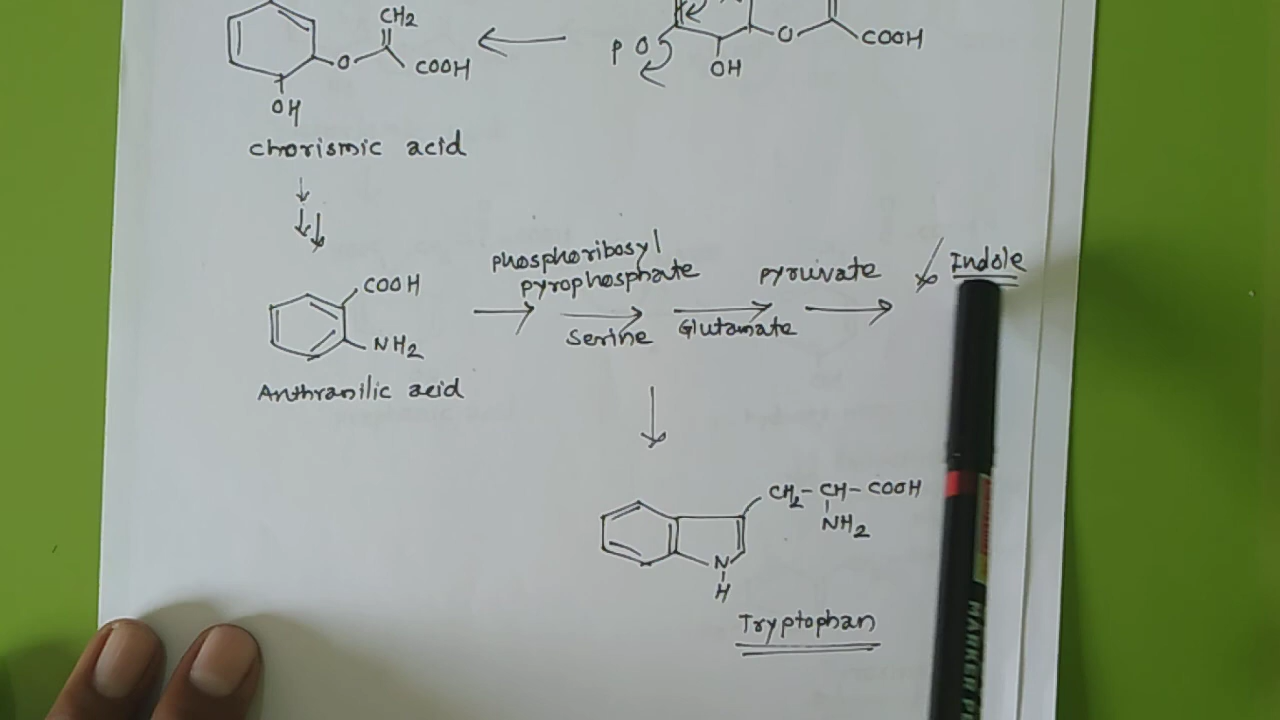 CH2
O
COOH
OH
P O
O
COOH
OH
chorismic acid
COOH
NH2
Anthranilic acid
phosphoribosyl
pyrophosphate
Serine
Glutamate
pyruvate
Indole
CH2- CH- COOH
NH2
N
H
Tryptophan
MARKER